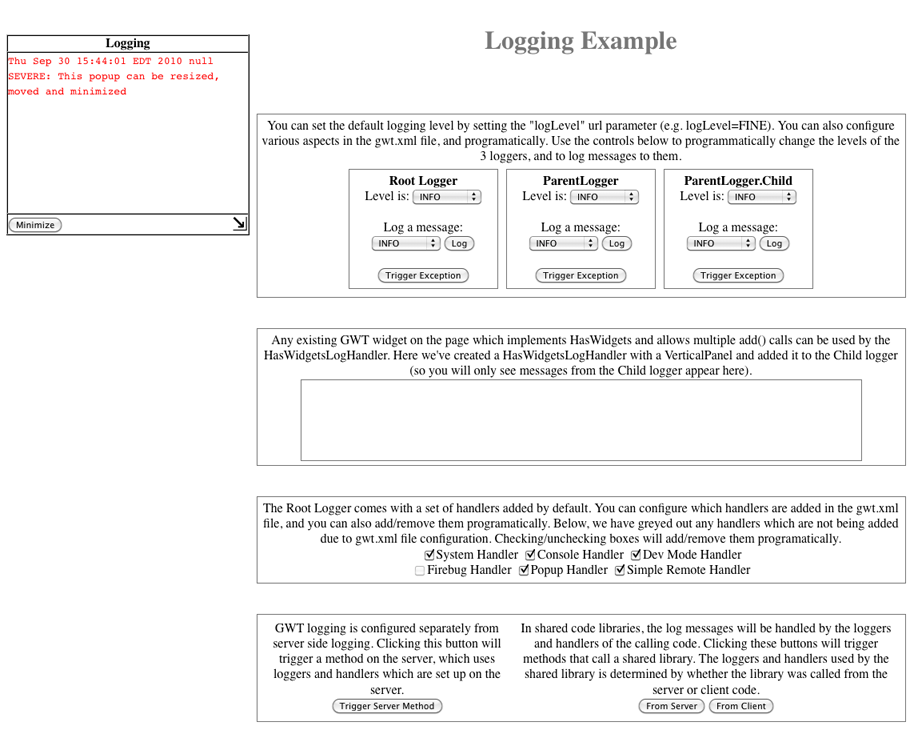 Logging
Thu Sep 30 15:44:01 EDT 2010 null
SEVERE: This popup can be resized,
moved and minimized
Minimize
Logging Example
You can set the default logging level by setting the "logLevel" url parameter (e.g. logLevel=FINE). You can also configure
various aspects in the gwt.xml file, and programatically. Use the controls below to programmatically change the levels of the
3 loggers, and to log messages to them.
Root Logger
Level is: INFO
Log a message:
INFO Log
Trigger Exception
ParentLogger
Level is: INFO
Log a message:
INFO Log
Trigger Exception
ParentLogger.Child
Level is: INFO
Log a message:
INFO Log
Trigger Exception
Any existing GWT widget on the page which implements HasWidgets and allows multiple add() calls can be used by the
HasWidgetsLogHandler. Here we've created a HasWidgetsLogHandler with a VerticalPanel and added it to the Child logger
(so you will only see messages from the Child logger appear here).
The Root Logger comes with a set of handlers added by default. You can configure which handlers are added in the gwt.xml
file, and you can also add/remove them programatically. Below, we have greyed out any handlers which are not being added
due to gwt.xml file configuration. Checking/unchecking boxes will add/remove them programatically.
System Handler Console Handler Dev Mode Handler
Firebug Handler Popup Handler Simple Remote Handler
GWT logging is configured separately from
server side logging. Clicking this button will
trigger a method on the server, which uses
loggers and handlers which are set up on the
server.
Trigger Server Method
In shared code libraries, the log messages will be handled by the loggers
and handlers of the calling code. Clicking these buttons will trigger
methods that call a shared library. The loggers and handlers used by the
shared library is determined by whether the library was called from the
server or client code.
From Server From Client